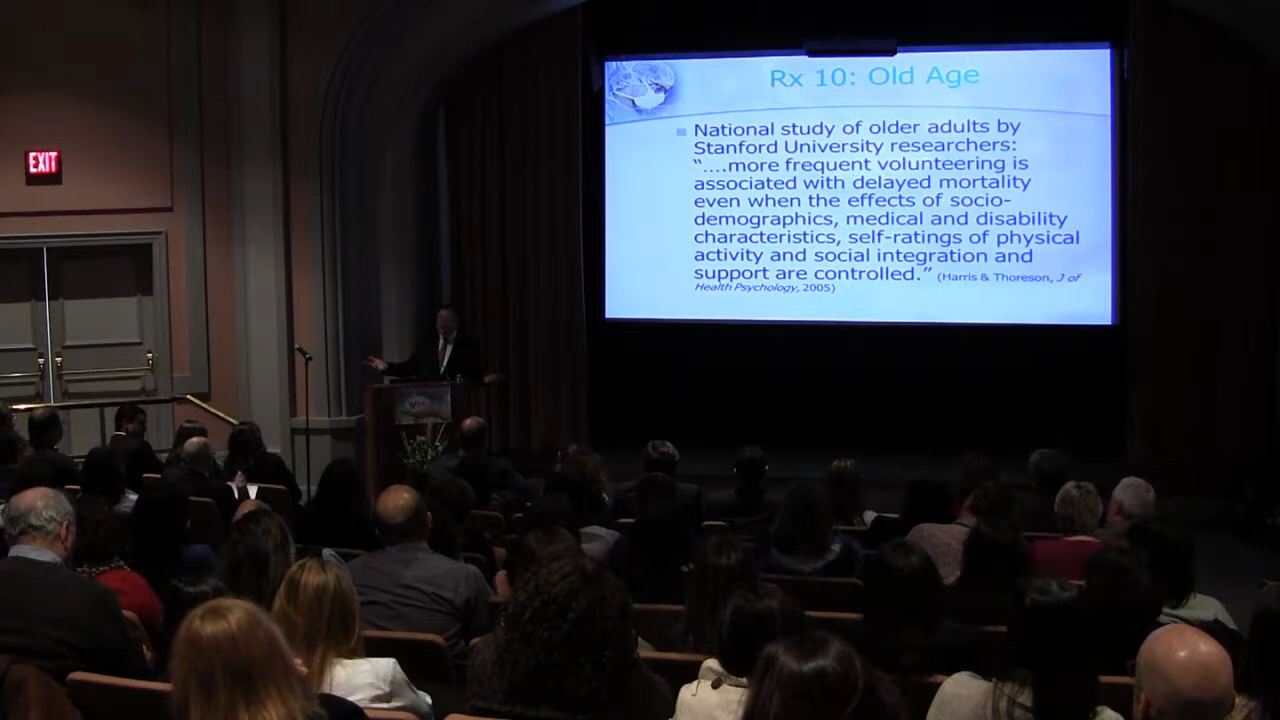 EXIT
Rx 10: Old Age
National study of older adults by
Stanford University researchers:
“....more frequent volunteering is
associated with delayed mortality
even when the effects of socio-
demographics, medical and disability
characteristics, self-ratings of physical
activity and social integration and
support are controlled.” (Harris & Thoreson, J of
Health Psychology, 2005)